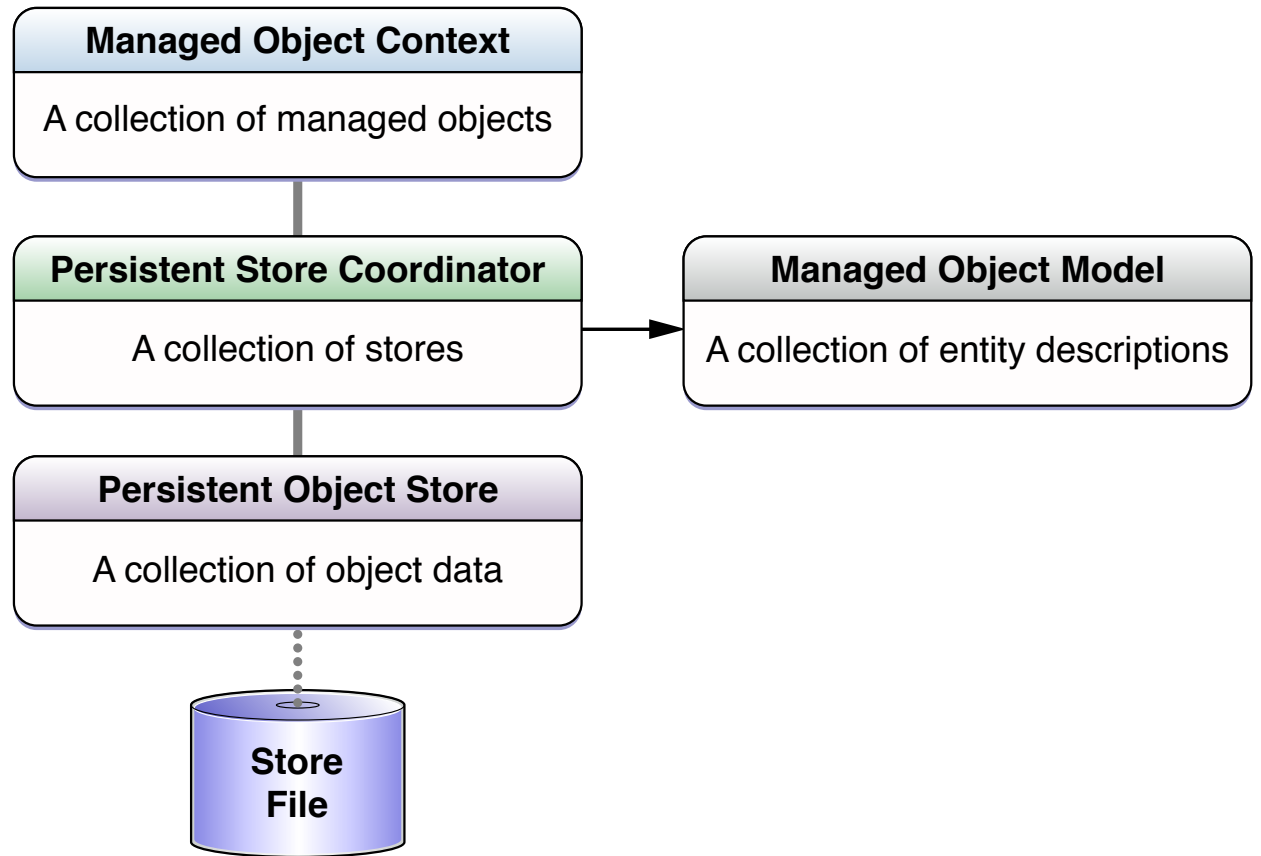 Managed Object Context
A collection of managed objects
Persistent Store Coordinator
A collection of stores
Managed Object Model
A collection of entity descriptions
Persistent Object Store
A collection of object data
Store
File